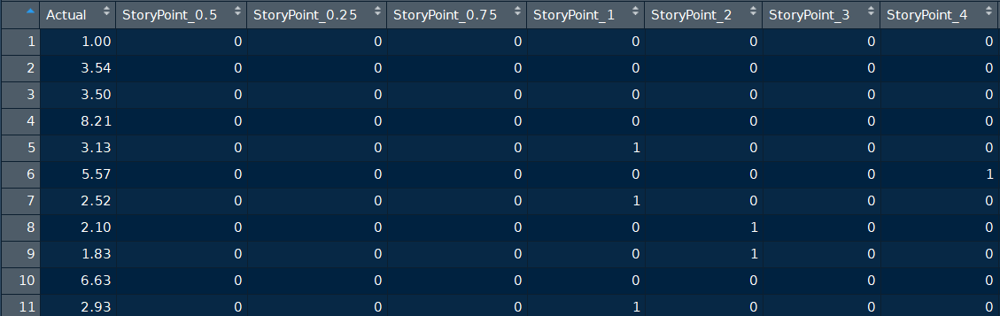 Actual StoryPoint_0.5 StoryPoint_0.25 StoryPoint_0.75 StoryPoint_1 StoryPoint_2 StoryPoint_3 StoryPoint_4
1 1.00 0 0 0 0 0 0 0
2 3.54 0 0 0 0 0 0 0
3 3.50 0 0 0 0 0 0 0
4 8.21 0 0 0 0 0 0 0
5 3.13 0 0 0 1 0 0 0
6 5.57 0 0 0 0 0 0 1
7 2.52 0 0 0 1 0 0 0
8 2.10 0 0 0 0 1 0 0
9 1.83 0 0 0 0 1 0 0
10 6.63 0 0 0 0 0 0 0
11 2.93 0 0 0 1 0 0 0